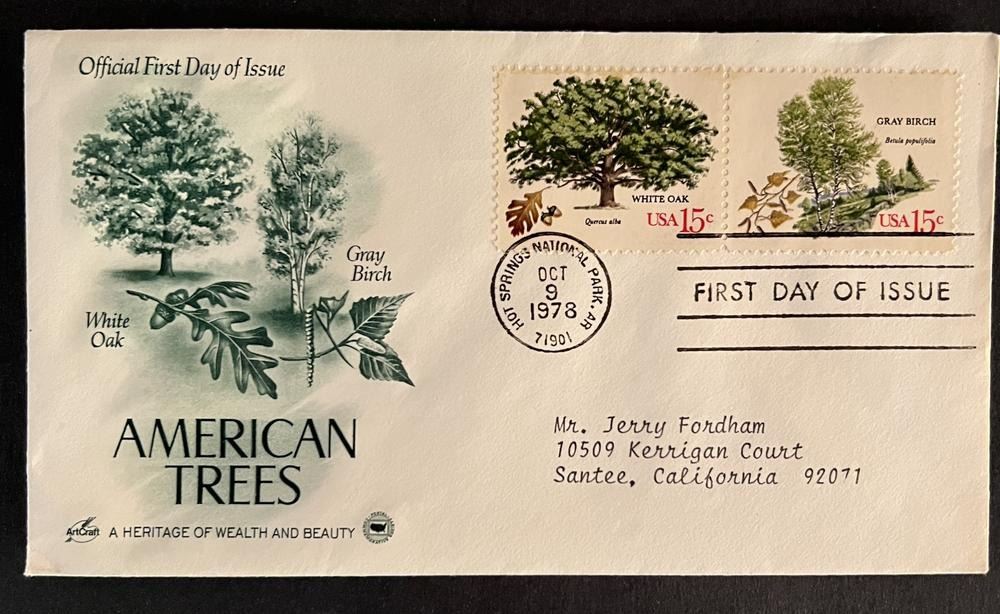 Official First Day of Issue
White
Oak
Gray
Birch
AMERICAN
TREES
ArtCraft A HERITAGE OF WEALTH AND BEAUTY
WHITE OAK
Quercus alba
USA 15c
GRAY BIRCH
Betula populifolia
USA 15c
HOT SPRINGS NATIONAL PARK, AR
OCT
9
1978
71901
FIRST DAY OF ISSUE
Mr. Jerry Fordham
10509 Kerrigan Court
Santee, California 92071